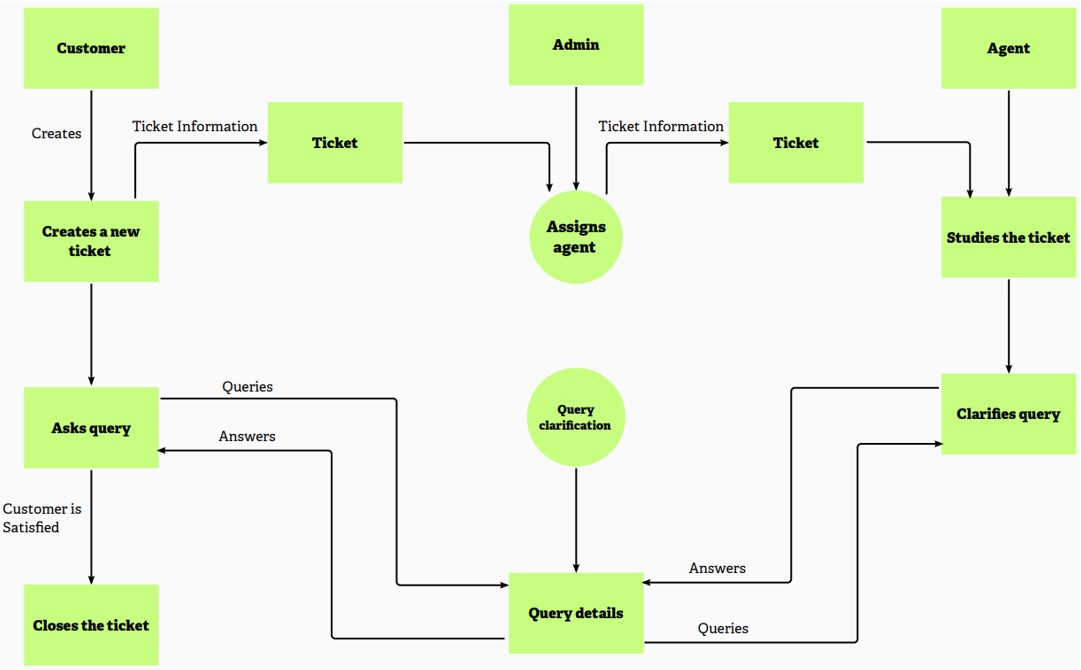 Customer
Admin
Agent
Creates
Ticket Information
Ticket
Ticket Information
Ticket
Creates a new
ticket
Assigns
agent
Studies the ticket
Queries
Asks query
Answers
Query
clarification
Clarifies query
Customer is
Satisfied
Answers
Closes the ticket
Query details
Queries